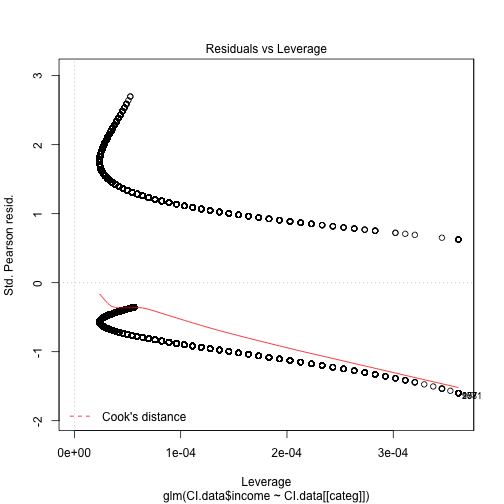 Residuals vs Leverage
Std. Pearson resid.
3
2
1
0
-1
-2
Cook's distance
0e+00
1e-04
2e-04
3e-04
Leverage
glm(CI.data$income ~ CI.data[[categ]])